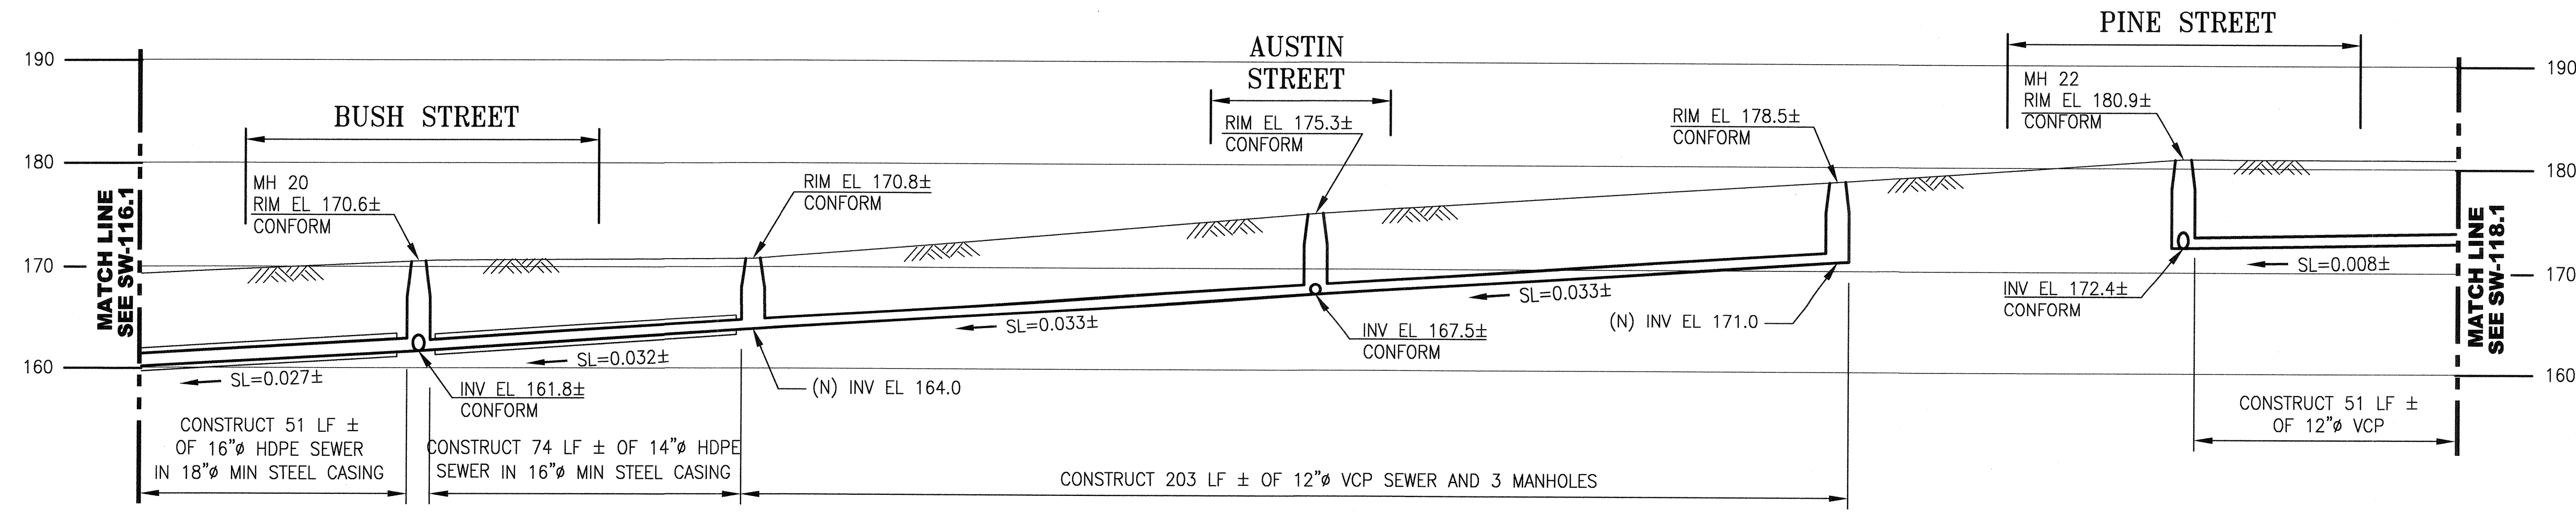 PINE STREET
AUSTIN
STREET
BUSH STREET
190
190
180
180
170
170
160
160
MATCH LINE
SEE SW-116.1
MH 20
RIM EL 170.6±
CONFORM
RIM EL 170.8±
CONFORM
RIM EL 175.3±
CONFORM
RIM EL 178.5±
CONFORM
MH 22
RIM EL 180.9±
CONFORM
MATCH LINE
SEE SW-118.1
SL=0.027±
SL=0.032±
SL=0.033±
SL=0.033±
SL=0.008±
INV EL 161.8±
CONFORM
(N) INV EL 164.0
INV EL 167.5±
CONFORM
(N) INV EL 171.0
INV EL 172.4±
CONFORM
CONSTRUCT 51 LF ±
OF 16"ø HDPE SEWER
IN 18"ø MIN STEEL CASING
CONSTRUCT 74 LF ± OF 14"ø HDPE
SEWER IN 16"ø MIN STEEL CASING
CONSTRUCT 203 LF ± OF 12"ø VCP SEWER AND 3 MANHOLES
CONSTRUCT 51 LF ±
OF 12"ø VCP